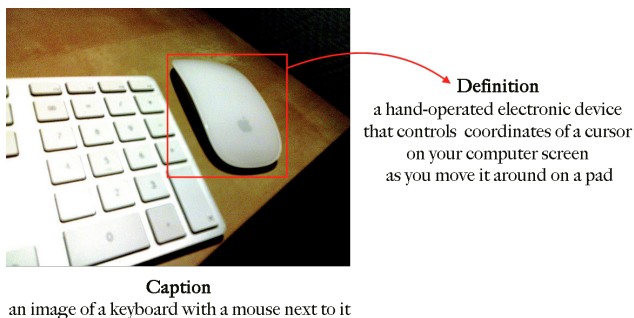 Definition
a hand-operated electronic device
that controls coordinates of a cursor
on your computer screen
as you move it around on a pad
Caption
an image of a keyboard with a mouse next to it
0